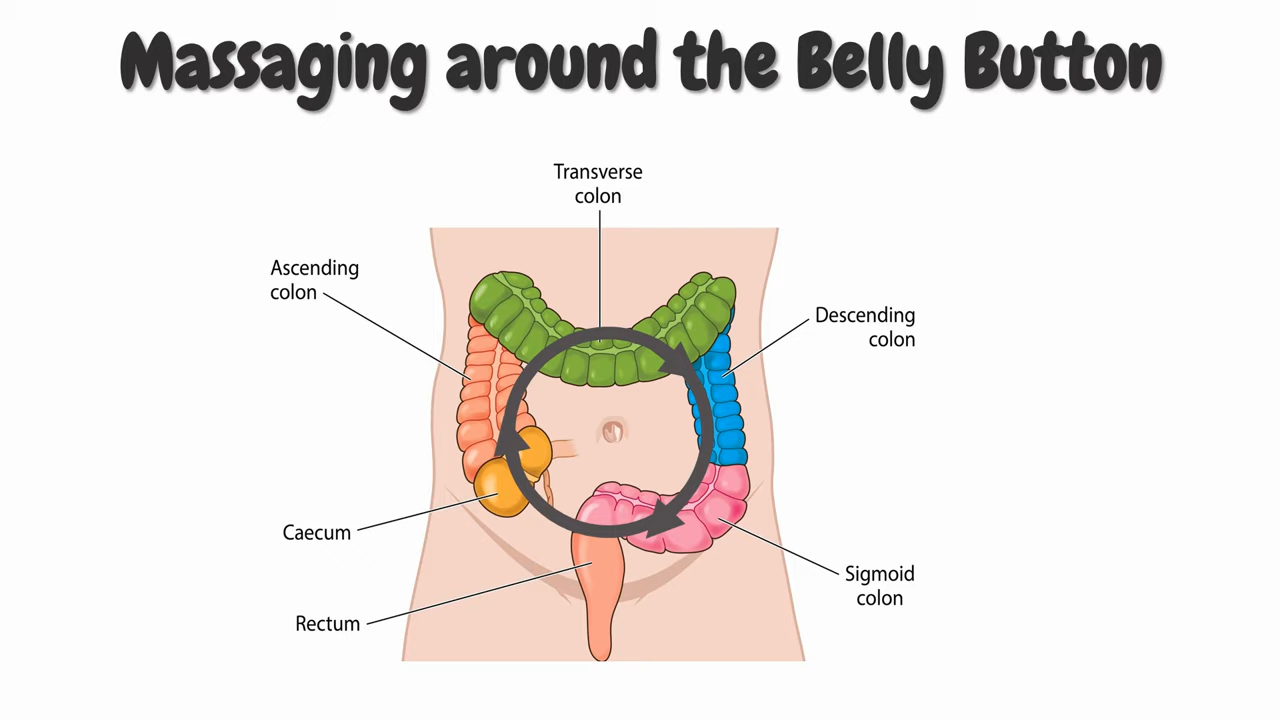 Massaging around the Belly Button
Transverse
colon
Ascending
colon
Descending
colon
Caecum
Sigmoid
colon
Rectum